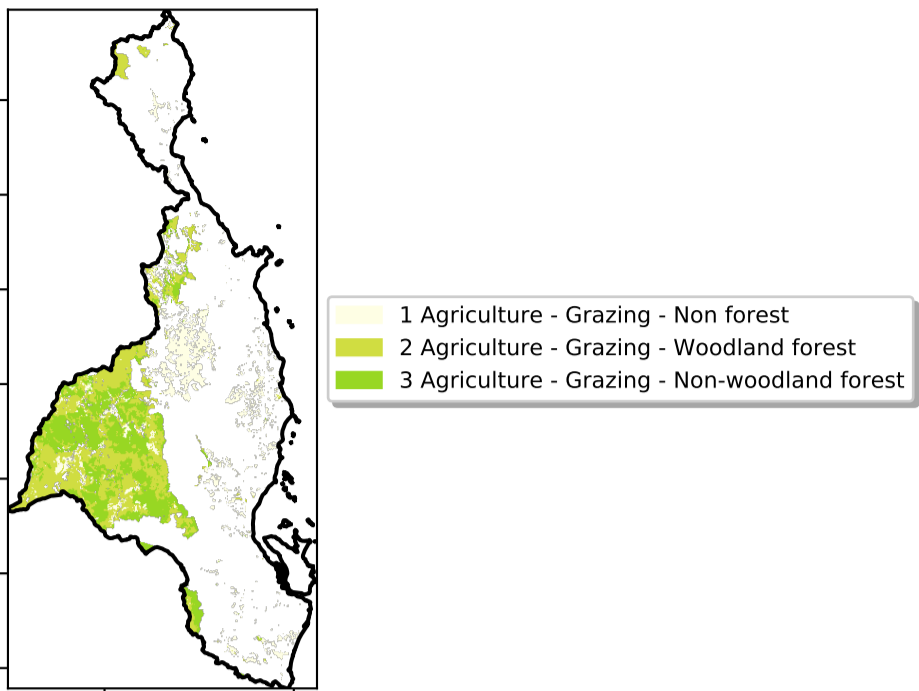 1 Agriculture - Grazing - Non forest
2 Agriculture - Grazing - Woodland forest
3 Agriculture - Grazing - Non-woodland forest